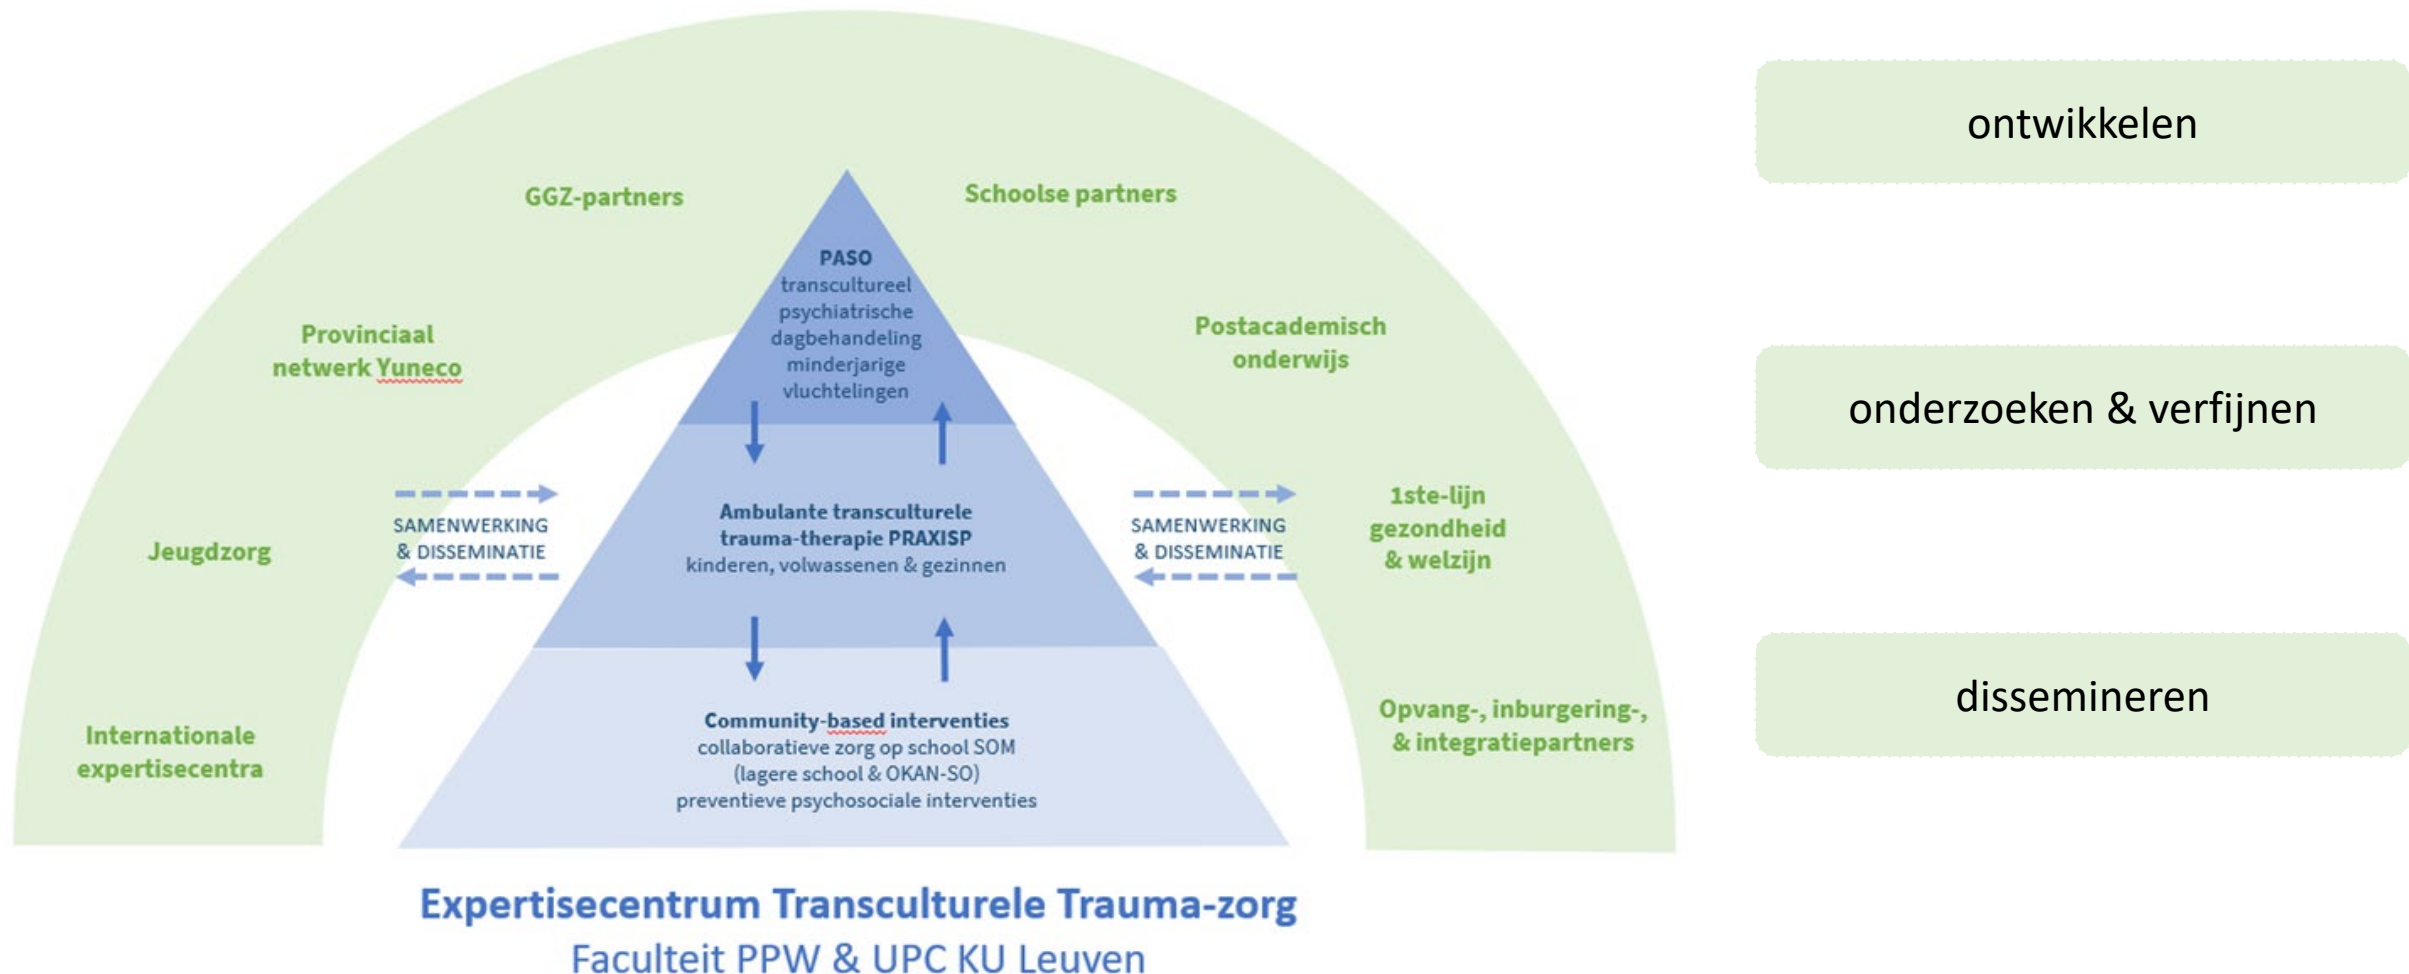 GGZ-partners
Schoolse partners
Provinciaal
netwerk Yuneco
Postacademisch
onderwijs
Jeugdzorg
1ste-lijn
gezondheid
& welzijn
Internationale
expertisecentra
Opvang-, inburgering-,
& integratiepartners
PASO
transcultureel
psychiatrische
dagbehandeling
minderjarige
vluchtelingen
SAMENWERKING
& DISSEMINATIE
Ambulante transculturele
trauma-therapie PRAXISP
kinderen, volwassenen & gezinnen
SAMENWERKING
& DISSEMINATIE
Community-based interventies
collaboratieve zorg op school SOM
(lagere school & OKAN-SO)
preventieve psychosociale interventies
Expertisecentrum Transculturele Trauma-zorg
Faculteit PPW & UPC KU Leuven
ontwikkelen
onderzoeken & verfijnen
dissemineren